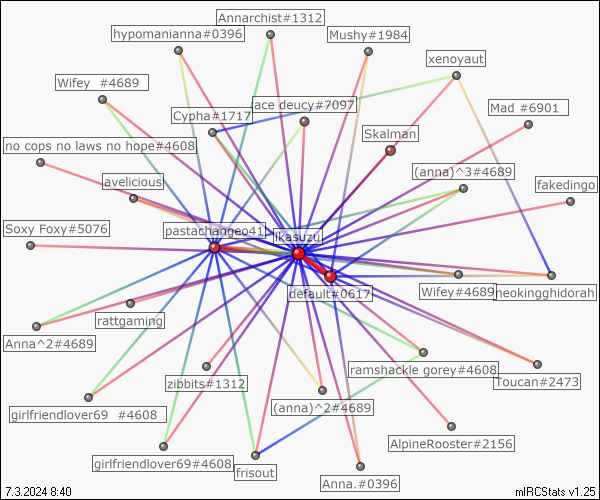 Annarchist#1312
hypomanianna#0396
Mushy#1984
xenoyaut
Wifey  #4689
ace deucy#7097
Mad #6901
Cypha#1717
Skalman
no cops no laws no hope#4608
(anna)^3#4689
avelicious
fakedingo
Soxy Foxy#5076
pastachangeo41
ikasuzu
default#0617
Wifey#4689
neokingghidorah
rattgaming
Anna^2#4689
ramshackle gorey#4608
zibbits#1312
Toucan#2473
girlfriendlover69  #4608
(anna)^2#4689
AlpineRooster#2156
girlfriendlover69#4608
frisout
Anna.#0396
7.3.2024 8:40
mIRCStats v1.25